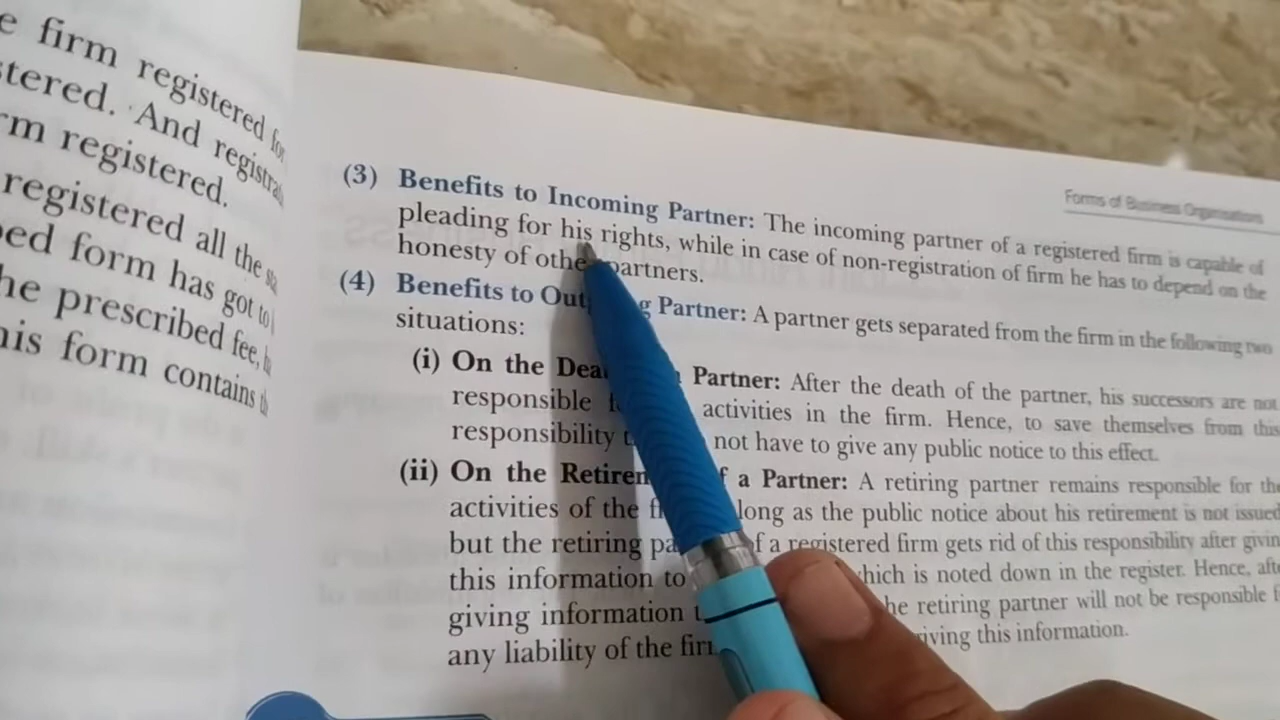 e firm registered
stered. And
rm registered.
registered all the
ed form has got to
he prescribed fee,
his form contains
Forms of Business Organisations
(3) Benefits to Incoming Partner: The incoming partner of a registered firm is capable of
pleading for his rights, while in case of non-registration of firm he has to depend on the
honesty of othe partners.
(4) Benefits to Out g Partner: A partner gets separated from the firm in the following two
situations:
(i) On the Dea Partner: After the death of the partner, his successors are not
responsible activities in the firm. Hence, to save themselves from this
responsibility not have to give any public notice to this effect.
(ii) On the Retirem f a Partner: A retiring partner remains responsible for the
activities of the long as the public notice about his retirement is not issued
but the retiring of a registered firm gets rid of this responsibility after givin
this information to which is noted down in the register. Hence, afte
giving information he retiring partner will not be responsible f
any liability of the firm giving this information.